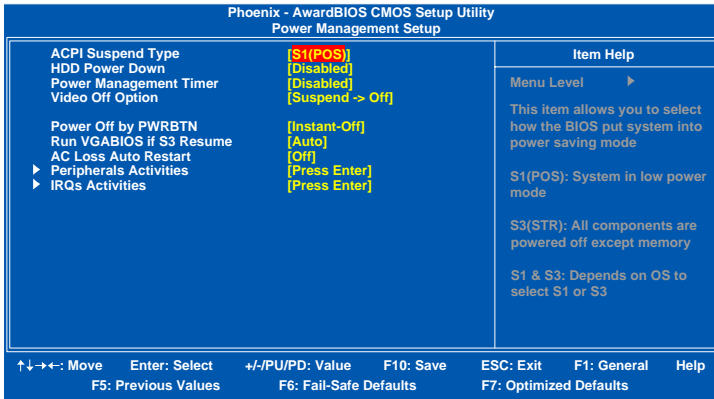 Phoenix - AwardBIOS CMOS Setup Utility
Power Management Setup
ACPI Suspend Type [S1(POS)]
HDD Power Down [Disabled]
Power Management Timer [Disabled]
Video Off Option [Suspend -> Off]
Power Off by PWRBTN [Instant-Off]
Run VGABIOS if S3 Resume [Auto]
AC Loss Auto Restart [Off]
Peripherals Activities [Press Enter]
IRQs Activities [Press Enter]
Item Help
Menu Level
This item allows you to select
how the BIOS put system into
power saving mode
S1(POS): System in low power
mode
S3(STR): All components are
powered off except memory
S1 & S3: Depends on OS to
select S1 or S3
↑↓→←: Move Enter: Select +/-/PU/PD: Value F10: Save ESC: Exit F1: General Help
F5: Previous Values F6: Fail-Safe Defaults F7: Optimized Defaults